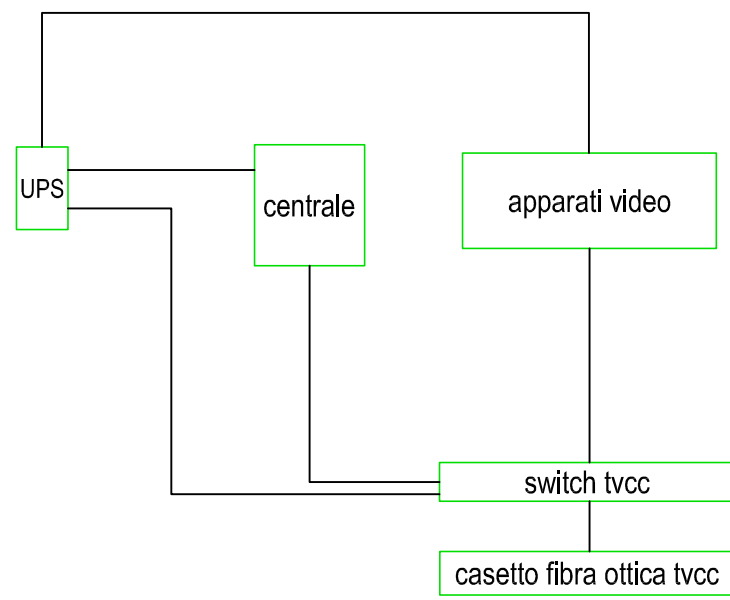 UPS
centrale
apparati video
switch tvcc
casetto fibra ottica tvcc